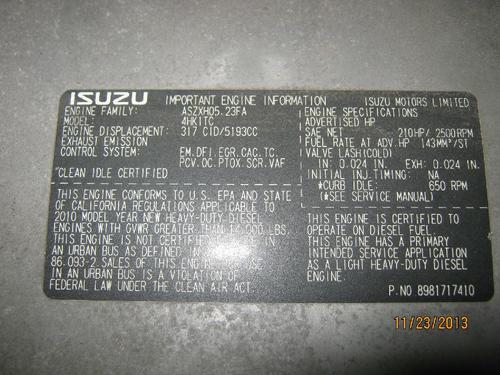 ISUZU IMPORTANT ENGINE INFORMATION ISUZU MOTORS LIMITED
ENGINE FAMILY: ASZXH05.23FA
MODEL: 4HK1TC
ENGINE DISPLACEMENT: 317 CID/5193CC
EXHAUST EMISSION
CONTROL SYSTEM: EM.DFI.EGR.CAC.TC.
PCV.OC.PTOX.SCR.VAF
*CLEAN IDLE CERTIFIED
THIS ENGINE CONFORMS TO U.S. EPA AND STATE
OF CALIFORNIA REGULATIONS APPLICABLE TO
2010 MODEL YEAR NEW HEAVY-DUTY DIESEL
ENGINES WITH GVWR GREATER THAN 14,000 LBS.
THIS ENGINE IS NOT CERTIFIED FOR USE IN
AN URBAN BUS AS DEFINED IN
86.093-2. SALES OF THIS ENGINE FOR USE
IN AN URBAN BUS IS A VIOLATION OF
FEDERAL LAW UNDER THE CLEAN AIR ACT.
ENGINE SPECIFICATIONS
ADVERTISED HP
SAE NET 210HP/ 2500RPM
FUEL RATE AT ADV. HP 143MM³/ST
VALVE LASH(COLD)
IN: 0.024 IN. EXH: 0.024 IN.
INITIAL INJ.TIMING: NA
*CURB IDLE: 650 RPM
(*SEE SERVICE MANUAL)
THIS ENGINE IS CERTIFIED TO
OPERATE ON DIESEL FUEL.
THIS ENGINE HAS A PRIMARY
INTENDED SERVICE APPLICATION
AS A LIGHT HEAVY-DUTY DIESEL
ENGINE.
P.NO 8981717410
11/23/2013